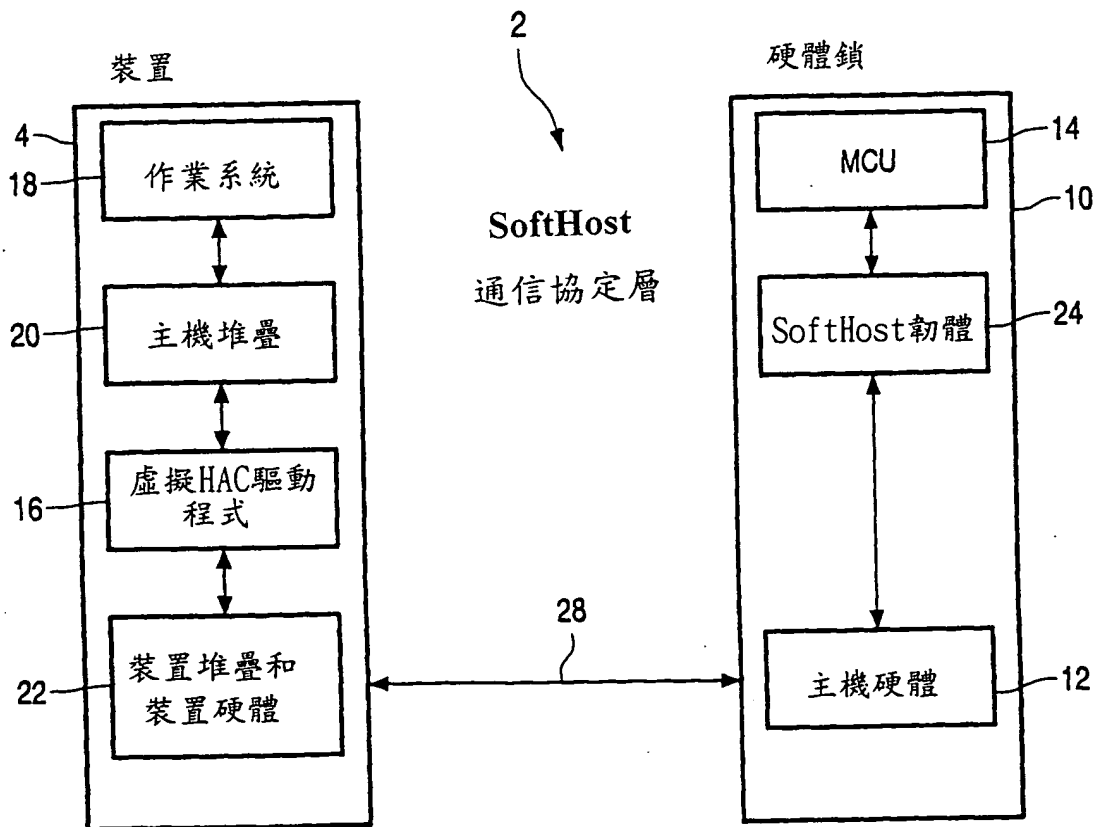 2
裝置
硬體鎖
4
18
作業系統
MCU
14
10
SoftHost
通信協定層
20
主機堆疊
SoftHost韌體
24
16
虛擬HAC驅動
程式
28
22
裝置堆疊和
裝置硬體
主機硬體
12